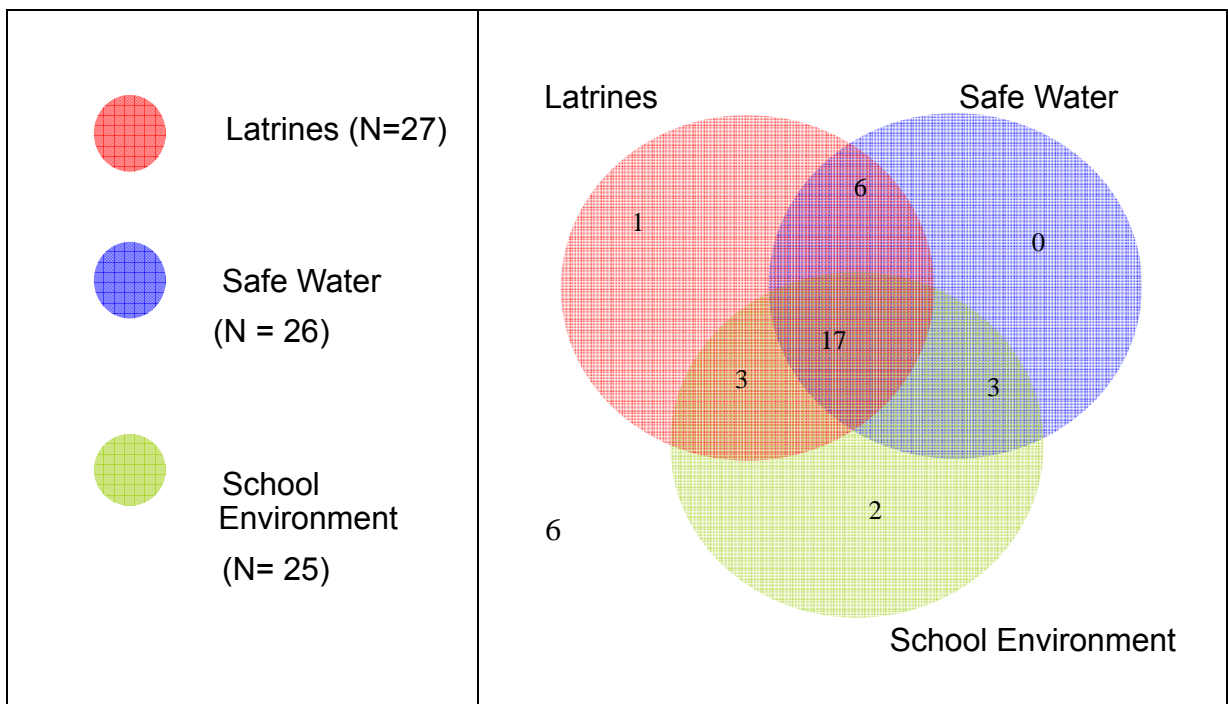 Latrines (N=27)
Safe Water
(N = 26)
School
Environment
(N= 25)
Latrines
Safe Water
1
6
0
17
3
3
2
6
School Environment